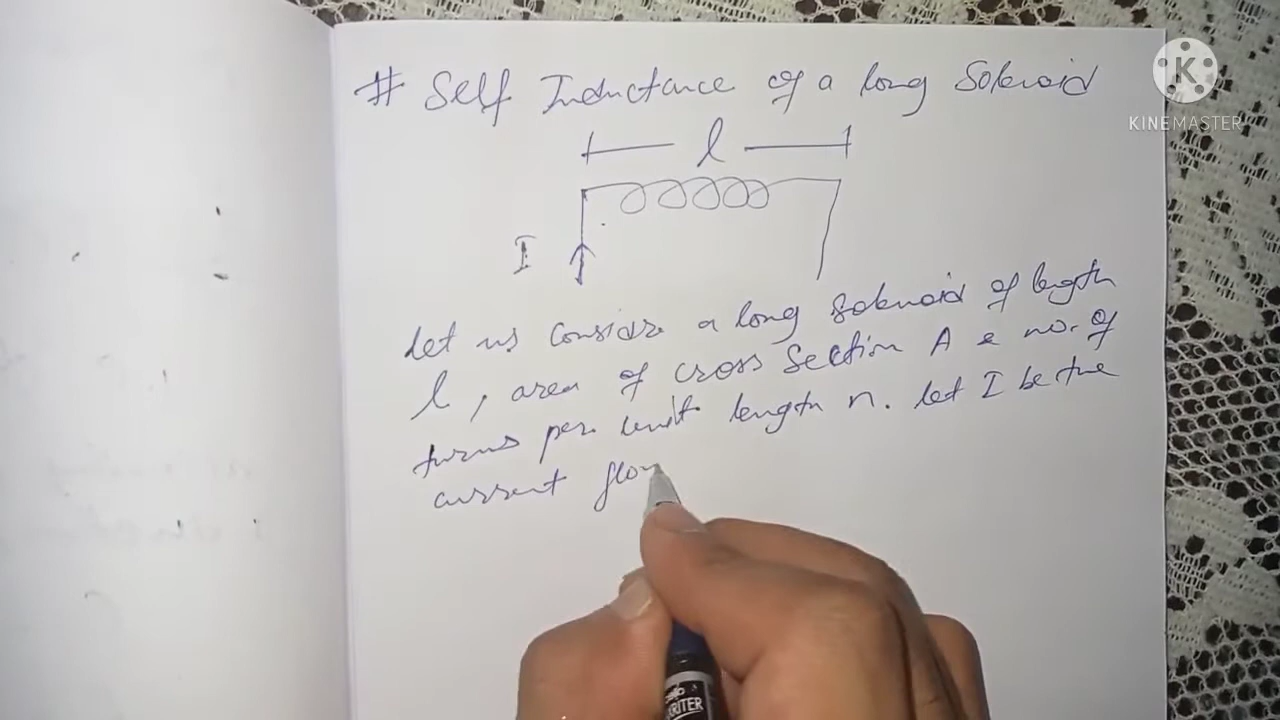 # Self Inductance of a long Solenoid
l
I
Let us consider a long solenoid of length
l, area of cross section A & no. of
turns per unit length n. let I be the
current flow
KINEMASTER
RITER